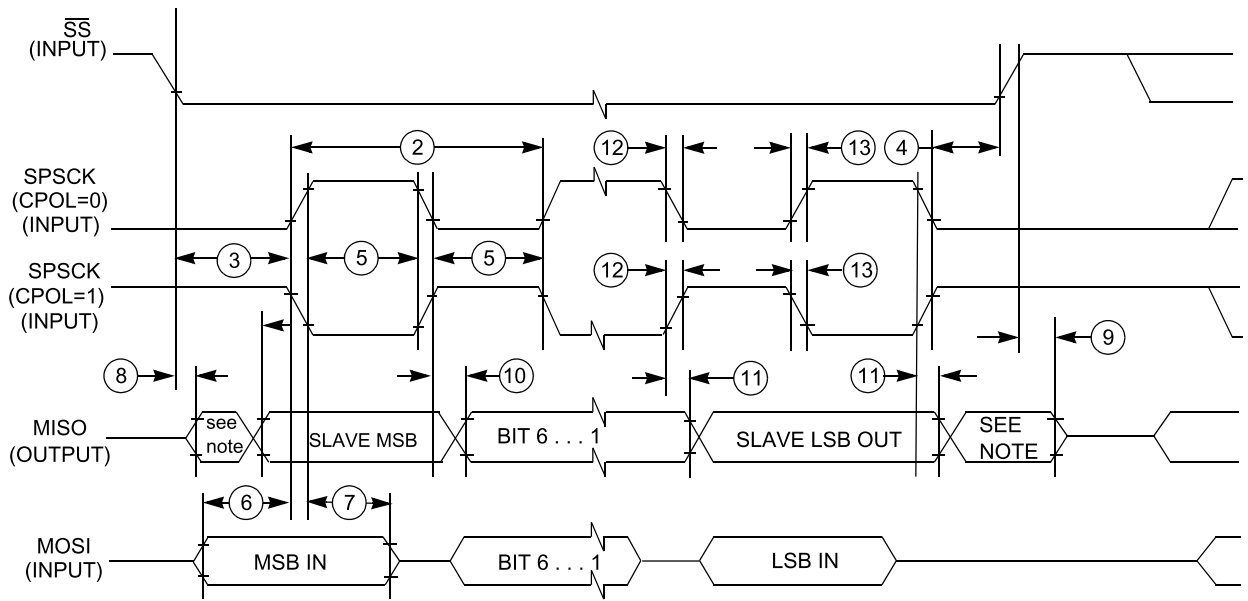 SS
(INPUT)
2
12
13
4
SPSCK
(CPOL=0)
(INPUT)
3
5
5
SPSCK
(CPOL=1)
(INPUT)
12
13
9
8
10
11
11
MISO
(OUTPUT)
see
note
SLAVE MSB
BIT 6 . . . 1
SLAVE LSB OUT
SEE
NOTE
6
7
MOSI
(INPUT)
MSB IN
BIT 6 . . . 1
LSB IN